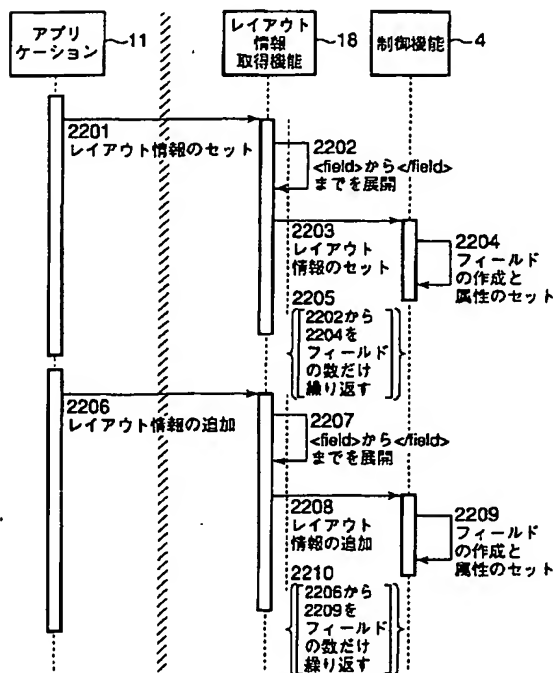 アプリ
ケーション
~11
レイアウト
情報
取得機能
~18
制御機能
~4
2201
レイアウト情報のセット
2202
<field>から</field>
までを展開
2203
レイアウト
情報のセット
2204
フィールド
の作成と
属性のセット
2205
2202から
2204を
フィールド
の数だけ
繰り返す
2206
レイアウト情報の追加
2207
<field>から</field>
までを展開
2208
レイアウト
情報の追加
2209
フィールド
の作成と
属性のセット
2210
2206から
2209を
フィールド
の数だけ
繰り返す